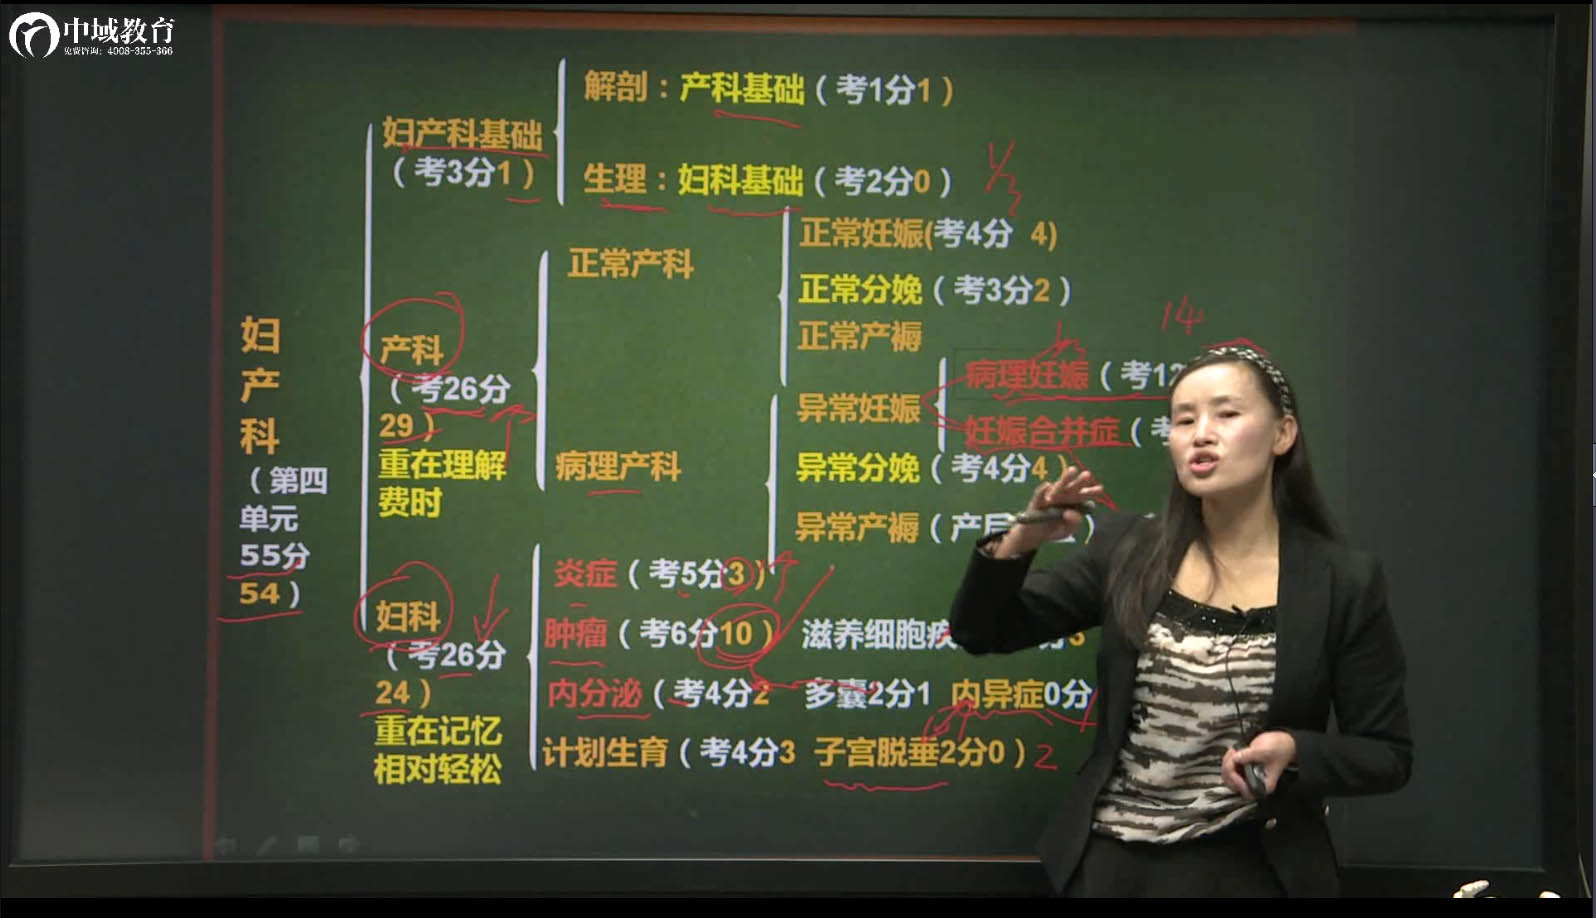 中域教育
免费咨询：4008-355-366
解剖：产科基础（考1分1）
妇产科基础
（考3分1）
生理：妇科基础（考2分0）
1/3
正常妊娠(考4分 4)
正常产科
正常分娩（考3分2）
14
妇产科
正常产褥
产科
（考26分
29）
病理妊娠（考12
异常妊娠
妊娠合并症（考
重在理解
费时
病理产科
异常分娩（考4分4）
（第四
单元
55分
54）
异常产褥（产后
炎症（考5分3）
妇科
（考26分
24）
肿瘤（考6分10）
滋养细胞疾
内分泌（考4分2 多囊2分1 内异症0分
重在记忆
相对轻松
计划生育（考4分3 子宫脱垂2分0）2